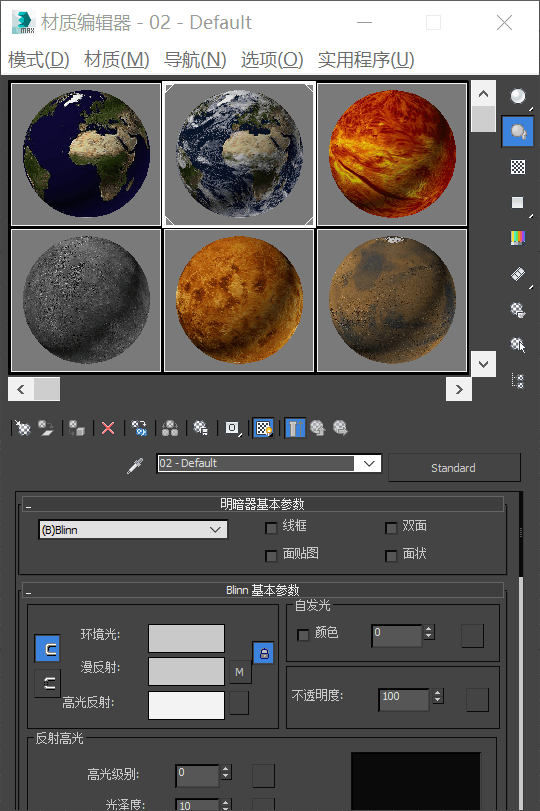 材质编辑器 - 02 - Default
模式(D) 材质(M) 导航(N) 选项(O) 实用程序(U)
02 - Default
Standard
明暗器基本参数
(B)Blinn
线框
双面
面贴图
面状
Blinn 基本参数
环境光:
漫反射:
M
高光反射:
自发光
颜色
0
不透明度:
100
反射高光
高光级别:
0
光泽度:
10